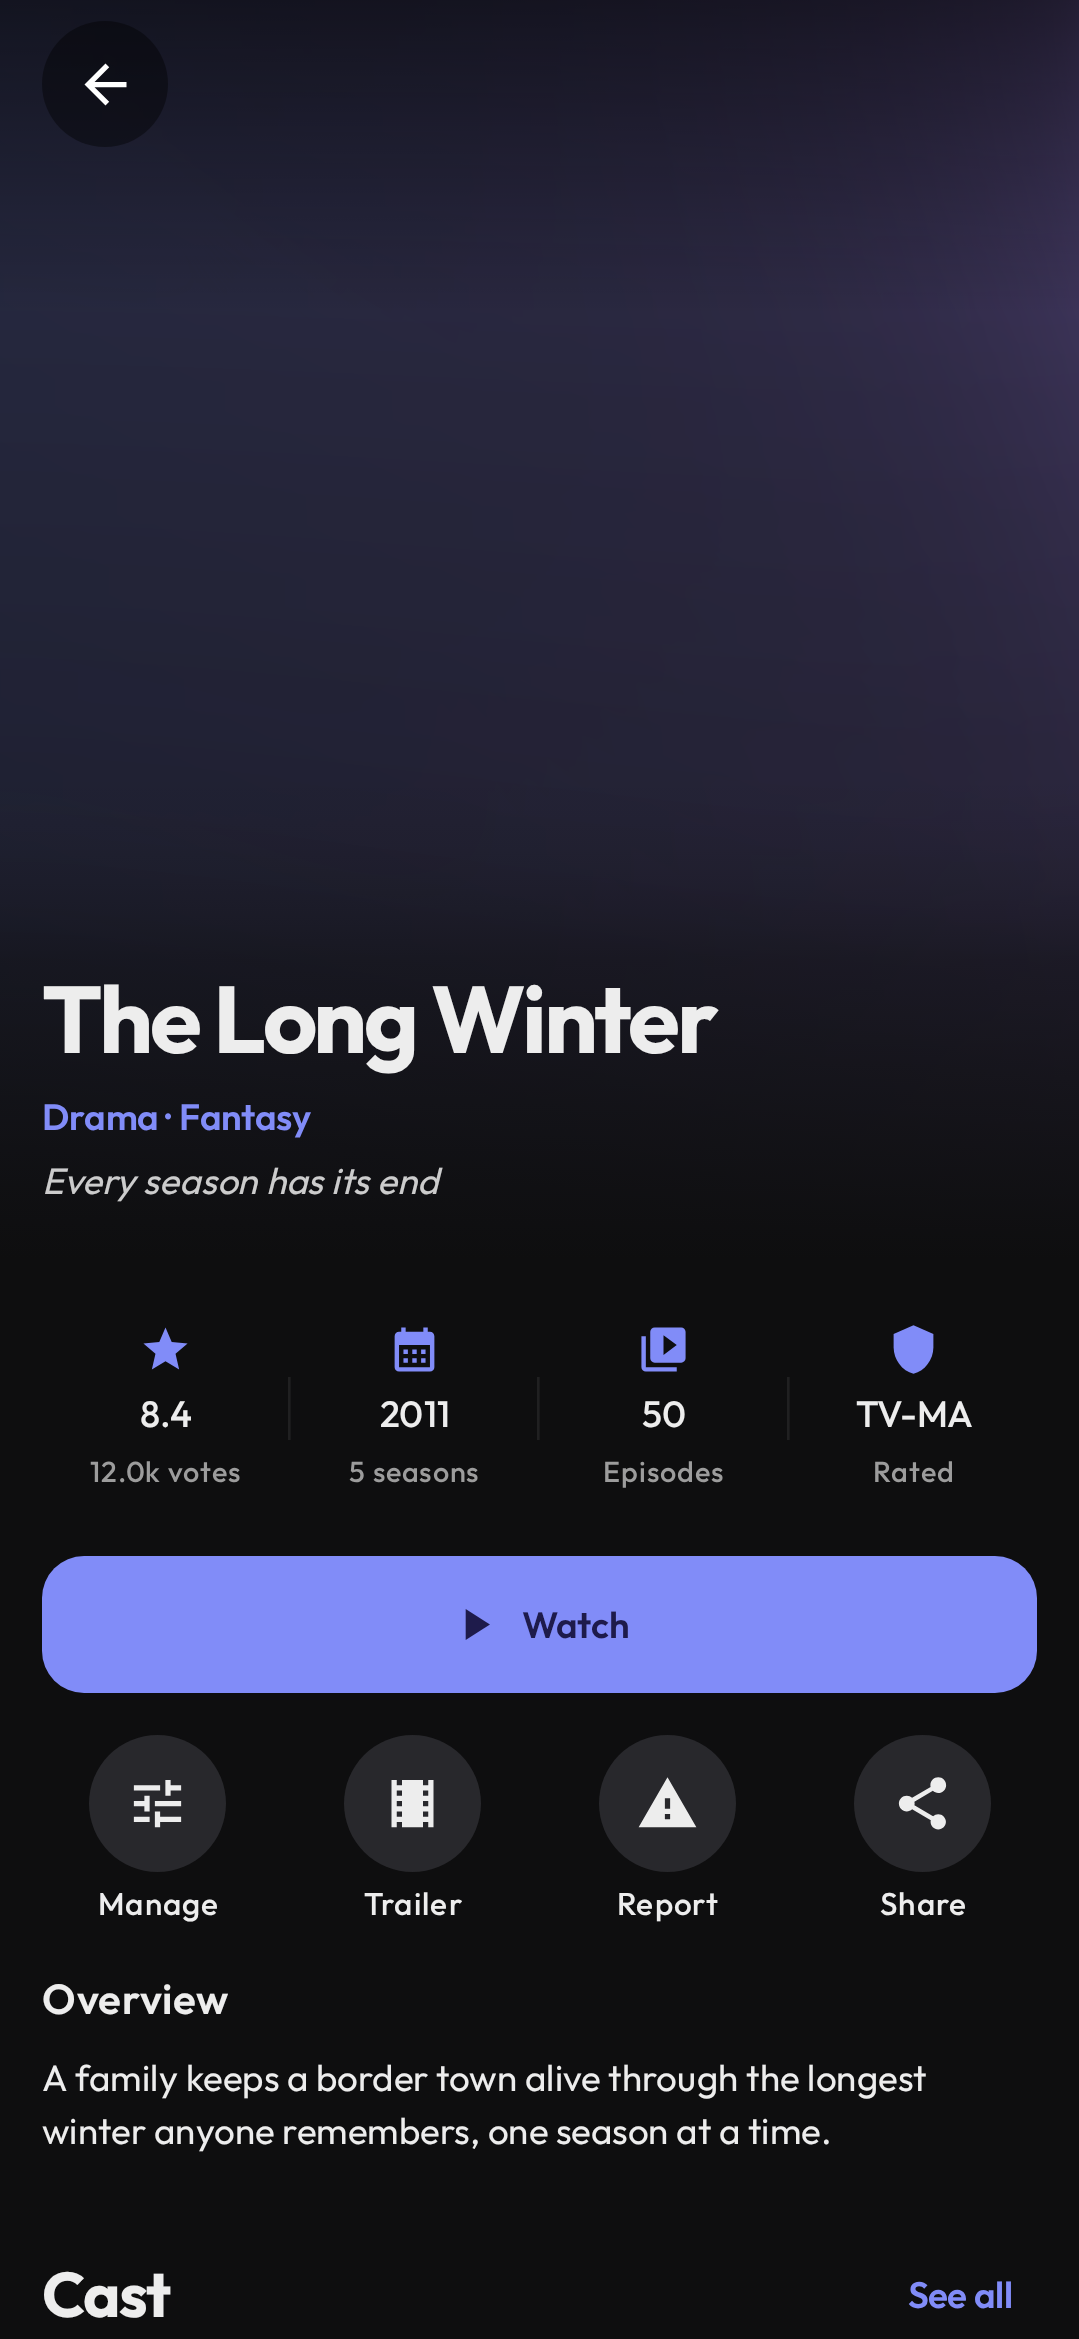 The Long Winter
Drama · Fantasy
Every season has its end
8.4
2011
50
TV-MA
12.0k votes
5 seasons
Episodes
Rated
Watch
Manage
Trailer
Report
Share
Overview
A family keeps a border town alive through the longest
winter anyone remembers, one season at a time.
Cast
See all